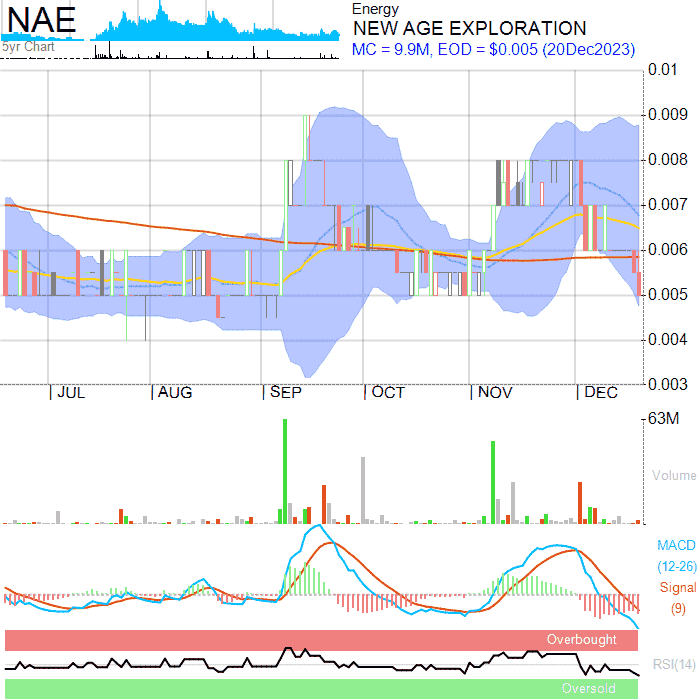 NAE
5yr Chart
Energy
NEW AGE EXPLORATION
MC = 9.9M, EOD = $0.005 (20Dec2023)
0.01
0.009
0.008
0.007
0.006
0.005
0.004
0.003
JUL AUG SEP OCT NOV DEC
63M
Volume
MACD
(12-26)
Signal
(9)
Overbought
RSI(14)
Oversold